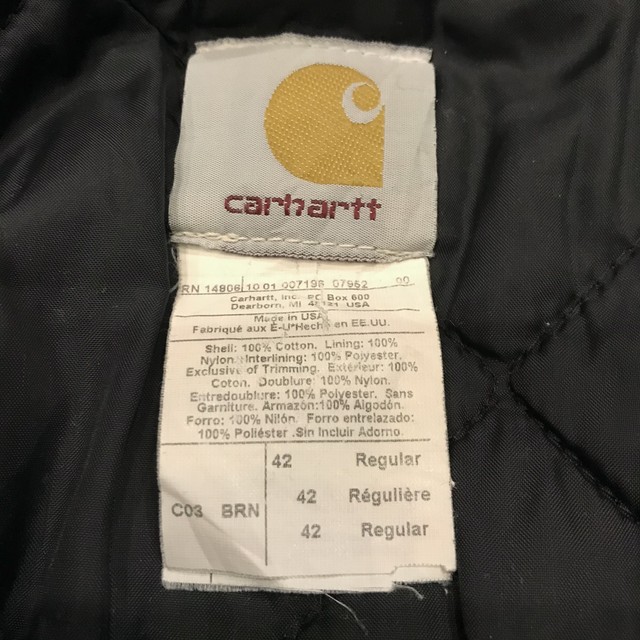 carhartt
RN 14806 10 01 007198 07952 00
Carhartt, Inc. PO Box 600
Dearborn, MI 48121 USA
Made in USA
Fabriqué aux É-U*Hecho en EE.UU.
Shell: 100% Cotton. Lining: 100%
Nylon. Interlining: 100% Polyester.
Exclusive of Trimming. Extérieur: 100%
Coton. Doublure: 100% Nylon.
Entredoublure: 100% Polyester. Sans
Garniture. Armazòn:100% Algodón.
Forro: 100% Nilón. Forro entrelazado:
100% Poliéster .Sin Incluir Adorno.
42 Regular
42 Régulière
C03 BRN
42 Regular